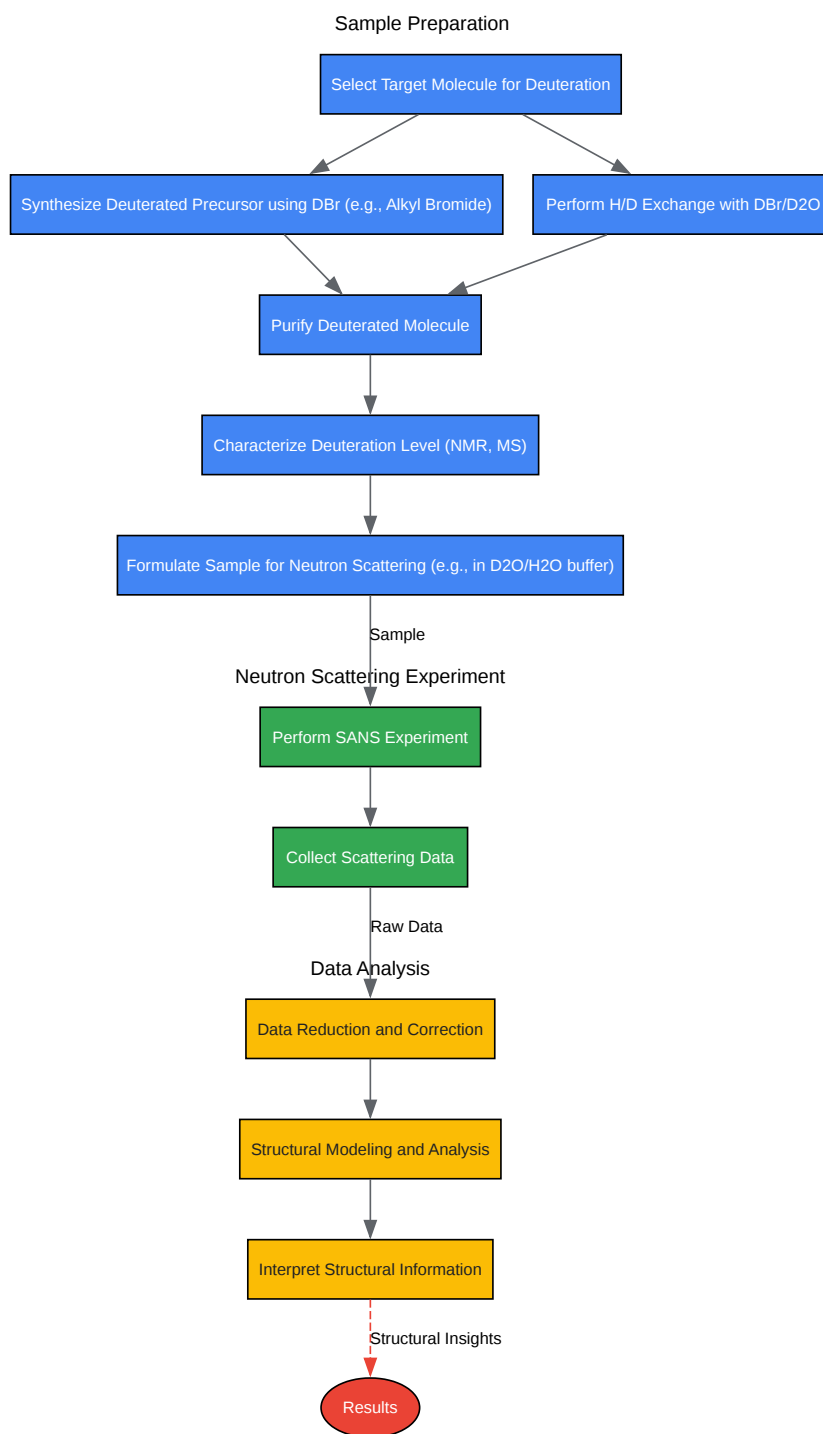 Sample Preparation
Select Target Molecule for Deuteration
Synthesize Deuterated Precursor using DBr (e.g., Alkyl Bromide)
Perform H/D Exchange with DBr/D2O
Purify Deuterated Molecule
Characterize Deuteration Level (NMR, MS)
Formulate Sample for Neutron Scattering (e.g., in D2O/H2O buffer)
Sample
Neutron Scattering Experiment
Perform SANS Experiment
Collect Scattering Data
Raw Data
Data Analysis
Data Reduction and Correction
Structural Modeling and Analysis
Interpret Structural Information
Structural Insights
Results